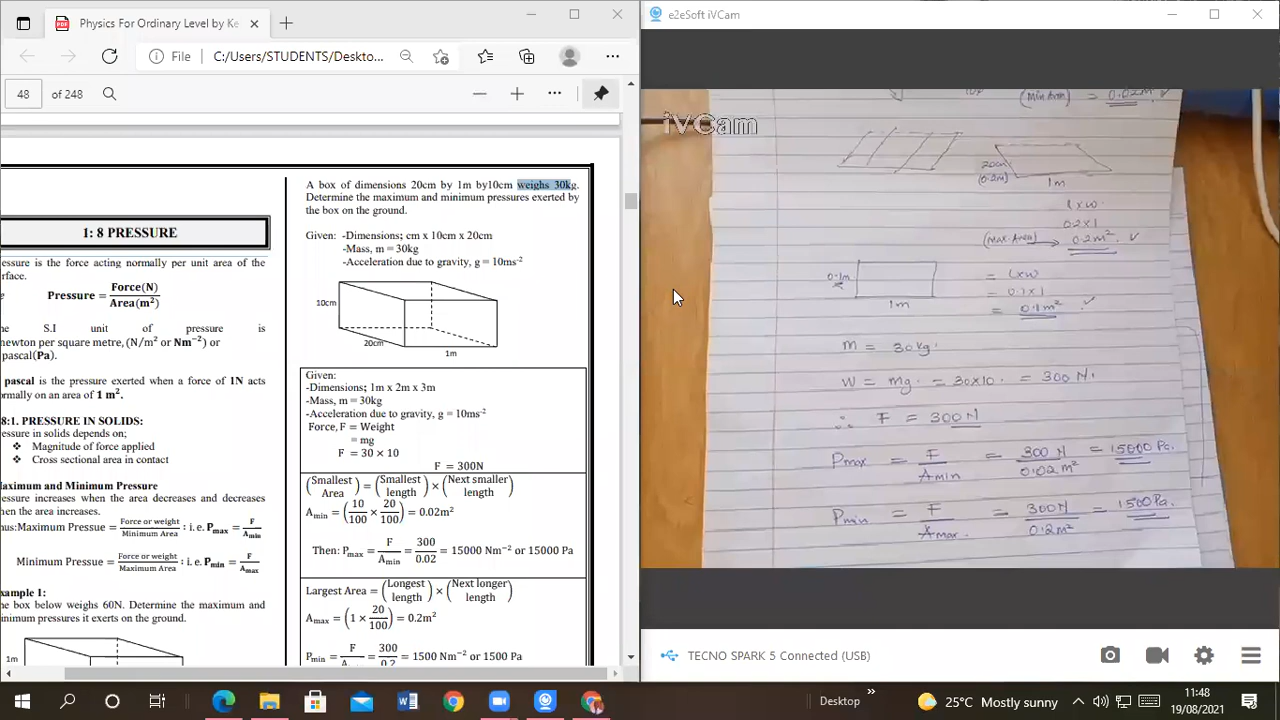 Physics For Ordinary Level by Ke
File
C:/Users/STUDENTS/Deskto...
48 of 248
1: 8 PRESSURE
essure is the force acting normally per unit area of the
rface.
Pressure = Force(N)
Area(m²)
he S.I unit of pressure is
newton per square metre, (N/m² or Nm⁻²) or
pascal(Pa).
pascal is the pressure exerted when a force of 1N acts
ormally on an area of 1 m².
8:1. PRESSURE IN SOLIDS:
essure in solids depends on;
❖ Magnitude of force applied
❖ Cross sectional area in contact
aximum and Minimum Pressure
essure increases when the area decreases and decreases
hen the area increases.
hus:Maximum Pressue = Force or weight / Minimum Area : i.e Pmax = F / Amin
Minimum Pressue = Force or weight / Maximum Area : i.e Pmin = F / Amax
xample 1:
he box below weighs 60N. Determine the maximum and
inimum pressures it exerts on the ground.
1m
A box of dimensions 20cm by 1m by10cm weighs 30kg.
Determine the maximum and minimum pressures exerted by
the box on the ground.
Given: -Dimensions; cm x 10cm x 20cm
-Mass, m = 30kg
-Acceleration due to gravity, g = 10ms⁻²
10cm
20cm
1m
Given:
-Dimensions; 1m x 2m x 3m
-Mass, m = 30kg
-Acceleration due to gravity, g = 10ms⁻²
Force, F = Weight
= mg
F = 30 × 10
F = 300N
(Smallest Area) = (Smallest length) × (Next smaller length)
Amin = (10/100 × 20/100) = 0.02m²
Then: Pmax = F / Amin = 300 / 0.02 = 15000 Nm⁻² or 15000 Pa
Largest Area = (Longest length) × (Next longer length)
Amax = (1 × 20/100) = 0.2m²
Pmin = F / Amax = 300 / 0.2 = 1500 Nm⁻² or 1500 Pa
e2eSoft iVCam
iVCam
(Min Area) = 0.02m²
20cm
(0.2m)
1m
l x w
0.2 x 1
(Max Area) → 0.2m² ✓
0.1m
1m
= l x w
= 0.1 x 1
= 0.1m² ✓
m = 30kg.
W = mg. = 30x10. = 300 N.
∴ F = 300N
Pmax = F / Amin = 300 N / 0.02 m² = 15000 Pa.
Pmin = F / Amax. = 300N / 0.2m² = 1500 Pa.
TECNO SPARK 5 Connected (USB)
Desktop
25°C Mostly sunny
11:48
19/08/2021